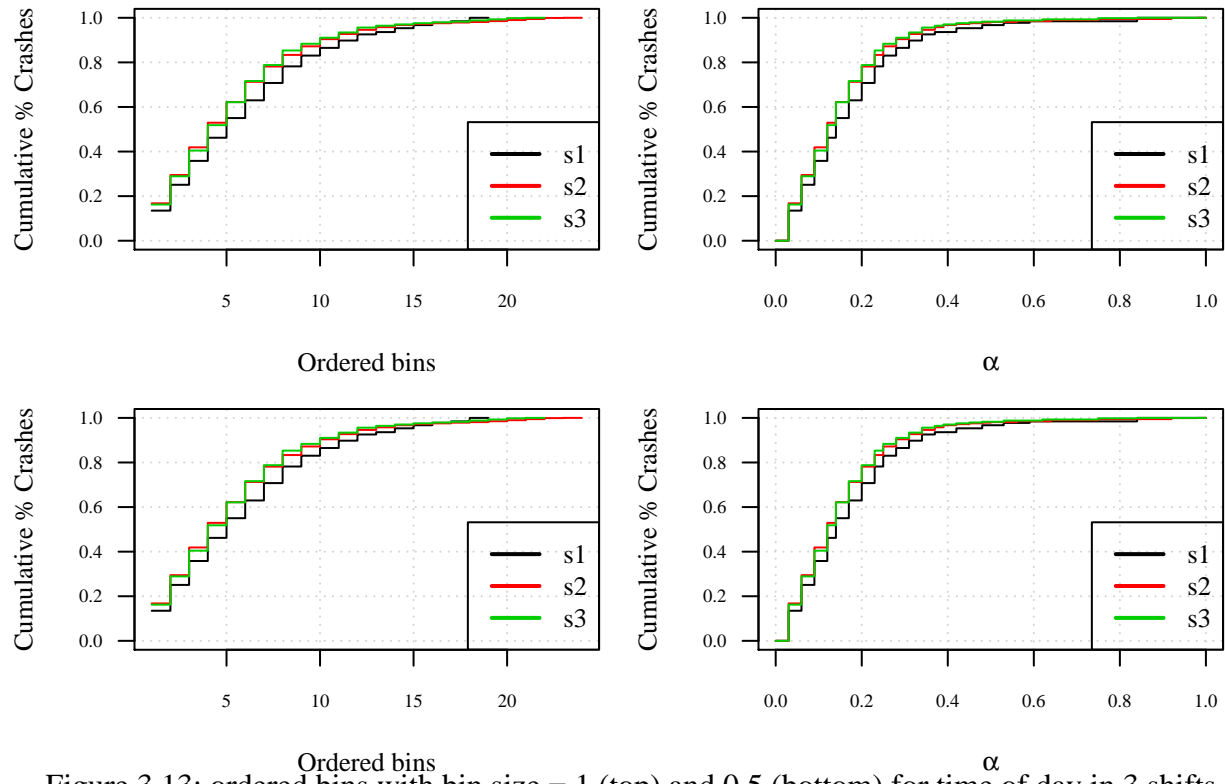 Cumulative % Crashes
1.0
0.8
0.6
0.4
0.2
0.0
s1
s2
s3
5 10 15 20
Ordered bins
Cumulative % Crashes
1.0
0.8
0.6
0.4
0.2
0.0
s1
s2
s3
0.0 0.2 0.4 0.6 0.8 1.0
α
Cumulative % Crashes
1.0
0.8
0.6
0.4
0.2
0.0
s1
s2
s3
5 10 15 20
Ordered bins
Cumulative % Crashes
1.0
0.8
0.6
0.4
0.2
0.0
s1
s2
s3
0.0 0.2 0.4 0.6 0.8 1.0
α
Figure 3.13: ordered bins with bin size = 1 (top) and 0.5 (bottom) for time of day in 3 shifts